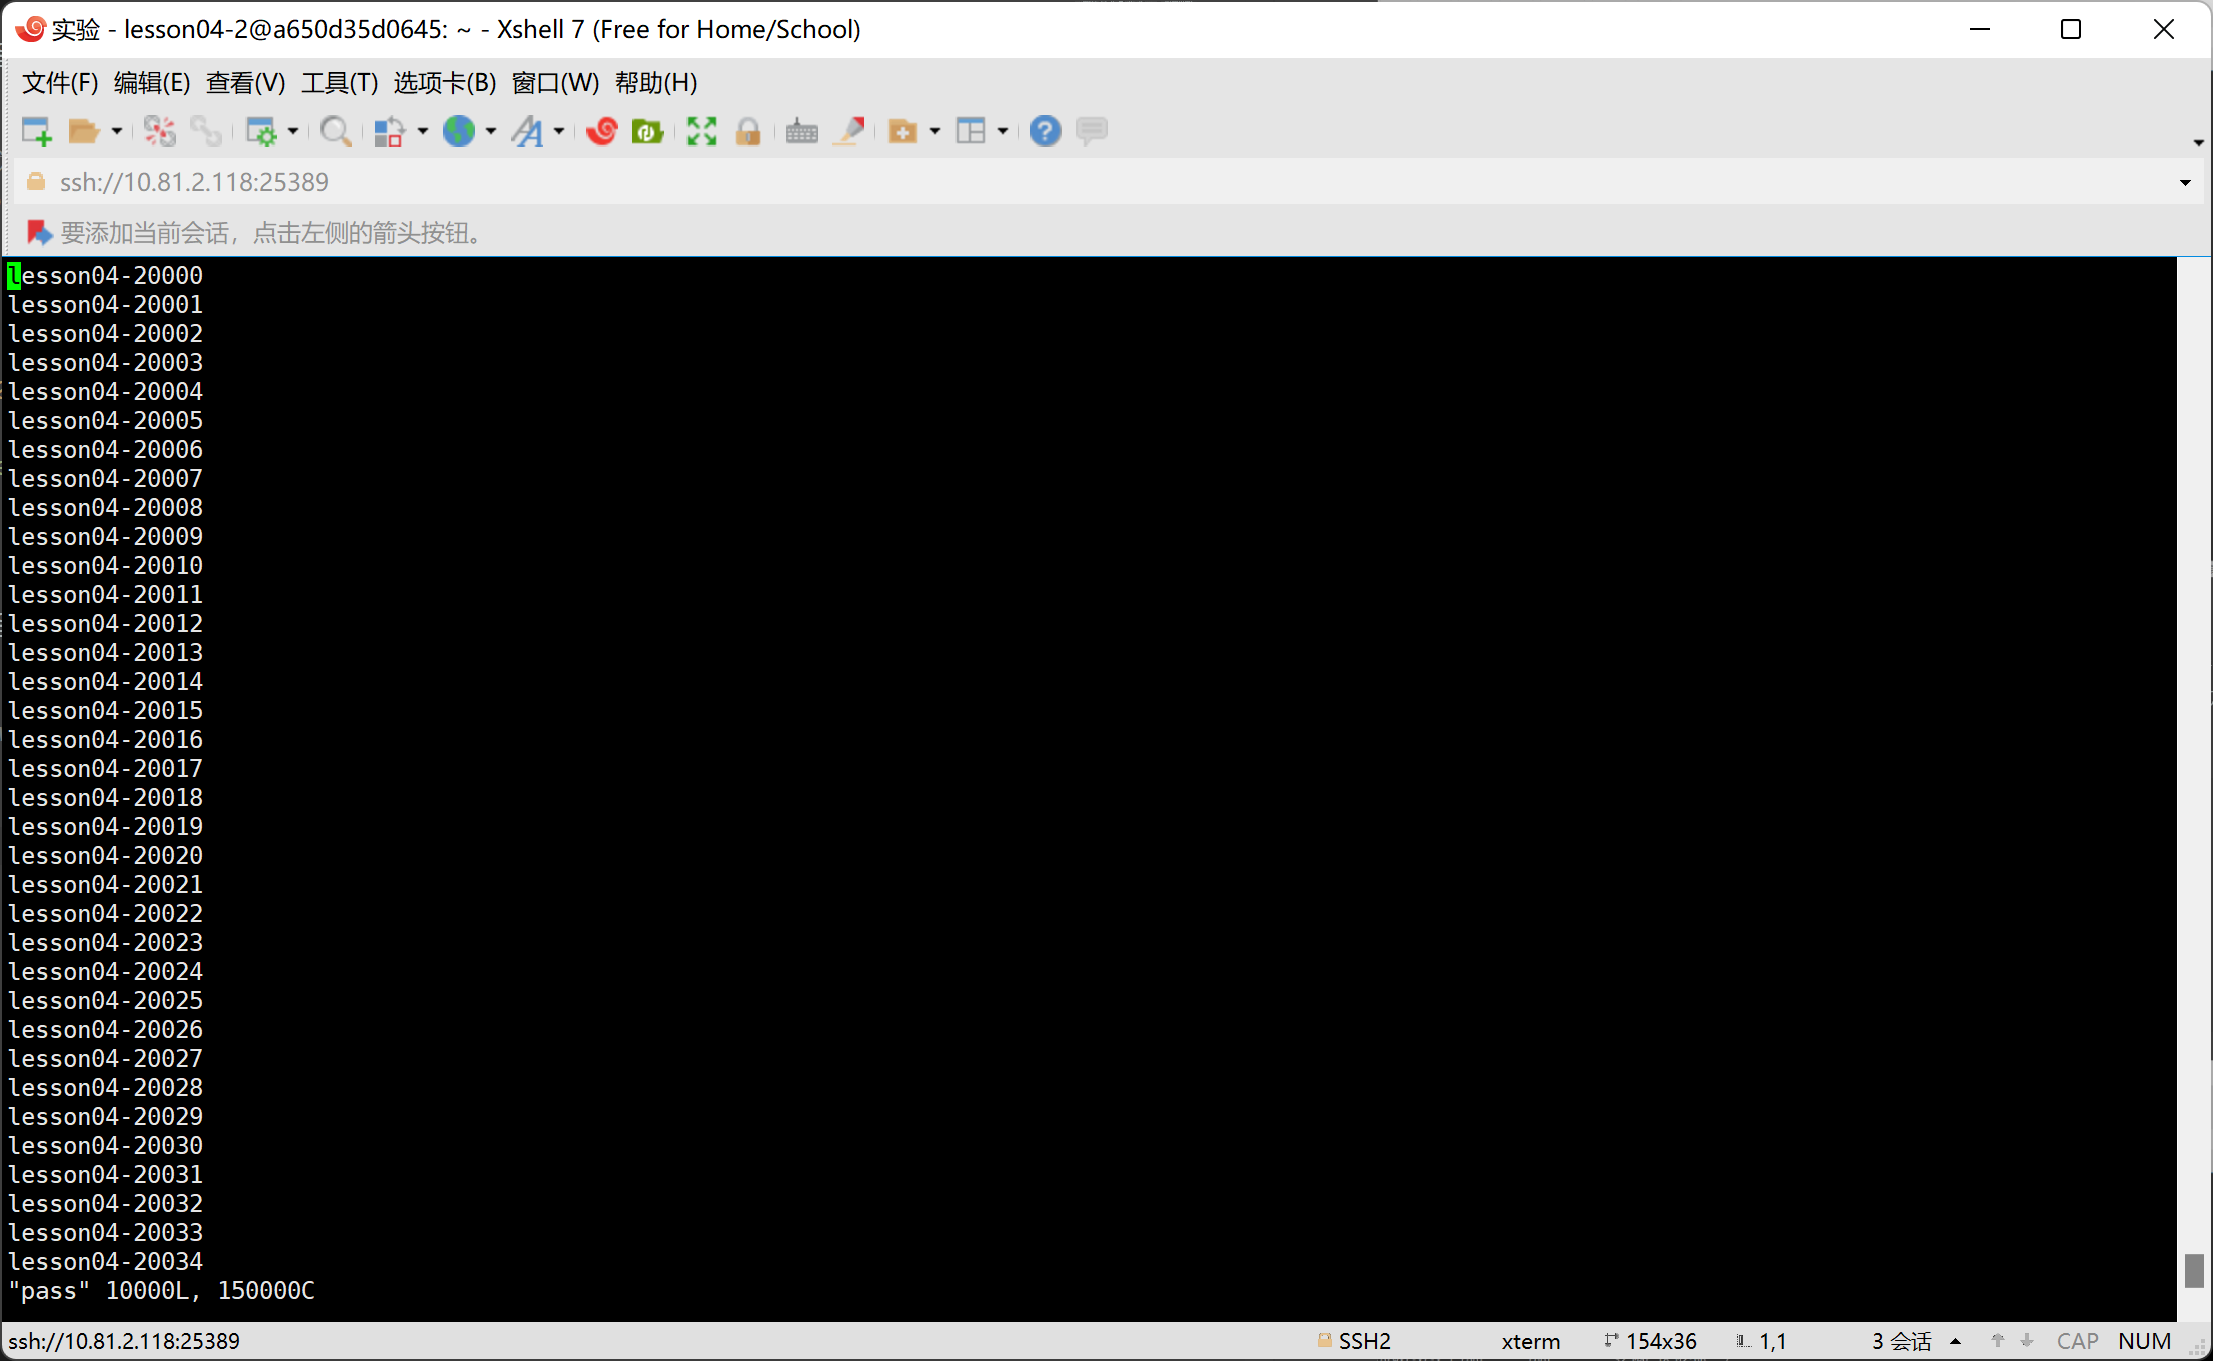 实验 - lesson04-2@a650d35d0645: ~ - Xshell 7 (Free for Home/School)
文件(F) 编辑(E) 查看(V) 工具(T) 选项卡(B) 窗口(W) 帮助(H)
ssh://10.81.2.118:25389
要添加当前会话，点击左侧的箭头按钮。
lesson04-20000
lesson04-20001
lesson04-20002
lesson04-20003
lesson04-20004
lesson04-20005
lesson04-20006
lesson04-20007
lesson04-20008
lesson04-20009
lesson04-20010
lesson04-20011
lesson04-20012
lesson04-20013
lesson04-20014
lesson04-20015
lesson04-20016
lesson04-20017
lesson04-20018
lesson04-20019
lesson04-20020
lesson04-20021
lesson04-20022
lesson04-20023
lesson04-20024
lesson04-20025
lesson04-20026
lesson04-20027
lesson04-20028
lesson04-20029
lesson04-20030
lesson04-20031
lesson04-20032
lesson04-20033
lesson04-20034
"pass" 10000L, 150000C
ssh://10.81.2.118:25389 SSH2 xterm 154x36 1,1 3 会话 CAP NUM